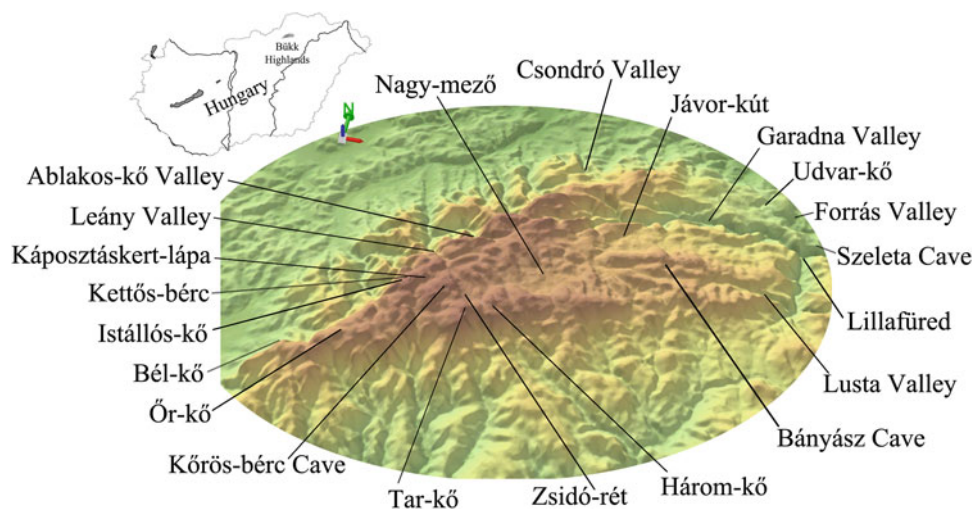 Bükk
Highlands
Hungary
N
Csondró Valley
Nagy-mező
Jávor-kút
Garadna Valley
Ablakos-kő Valley
Udvar-kő
Leány Valley
Forrás Valley
Káposztáskert-lápa
Szeleta Cave
Kettős-bérc
Istállós-kő
Lillafüred
Bél-kő
Lusta Valley
Őr-kő
Bányász Cave
Kőrös-bérc Cave
Tar-kő
Zsidó-rét
Három-kő